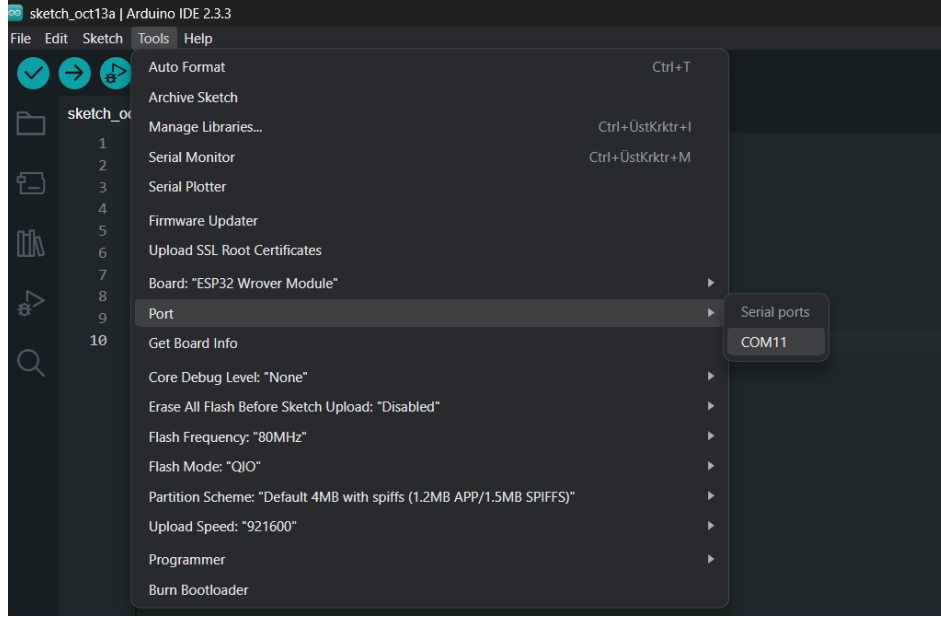 sketch_oct13a | Arduino IDE 2.3.3
File Edit Sketch Tools Help
sketch_oc
Auto Format Ctrl+T
Archive Sketch
Manage Libraries... Ctrl+ÜstKrktr+I
Serial Monitor Ctrl+ÜstKrktr+M
Serial Plotter
Firmware Updater
Upload SSL Root Certificates
Board: "ESP32 Wrover Module"
Port
Serial ports
COM11
Get Board Info
Core Debug Level: "None"
Erase All Flash Before Sketch Upload: "Disabled"
Flash Frequency: "80MHz"
Flash Mode: "QIO"
Partition Scheme: "Default 4MB with spiffs (1.2MB APP/1.5MB SPIFFS)"
Upload Speed: "921600"
Programmer
Burn Bootloader
1
2
3
4
5
6
7
8
9
10